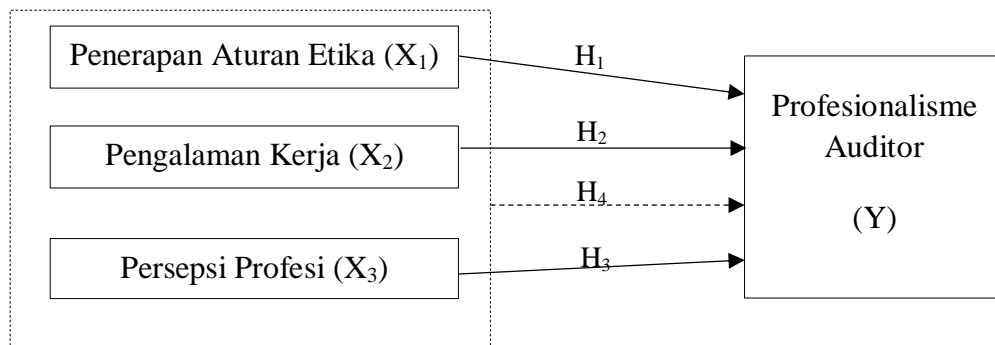 Penerapan Aturan Etika (X₁)
H₁
Pengalaman Kerja (X₂)
H₂
H₄
Persepsi Profesi (X₃)
H₃
Profesionalisme
Auditor
(Y)